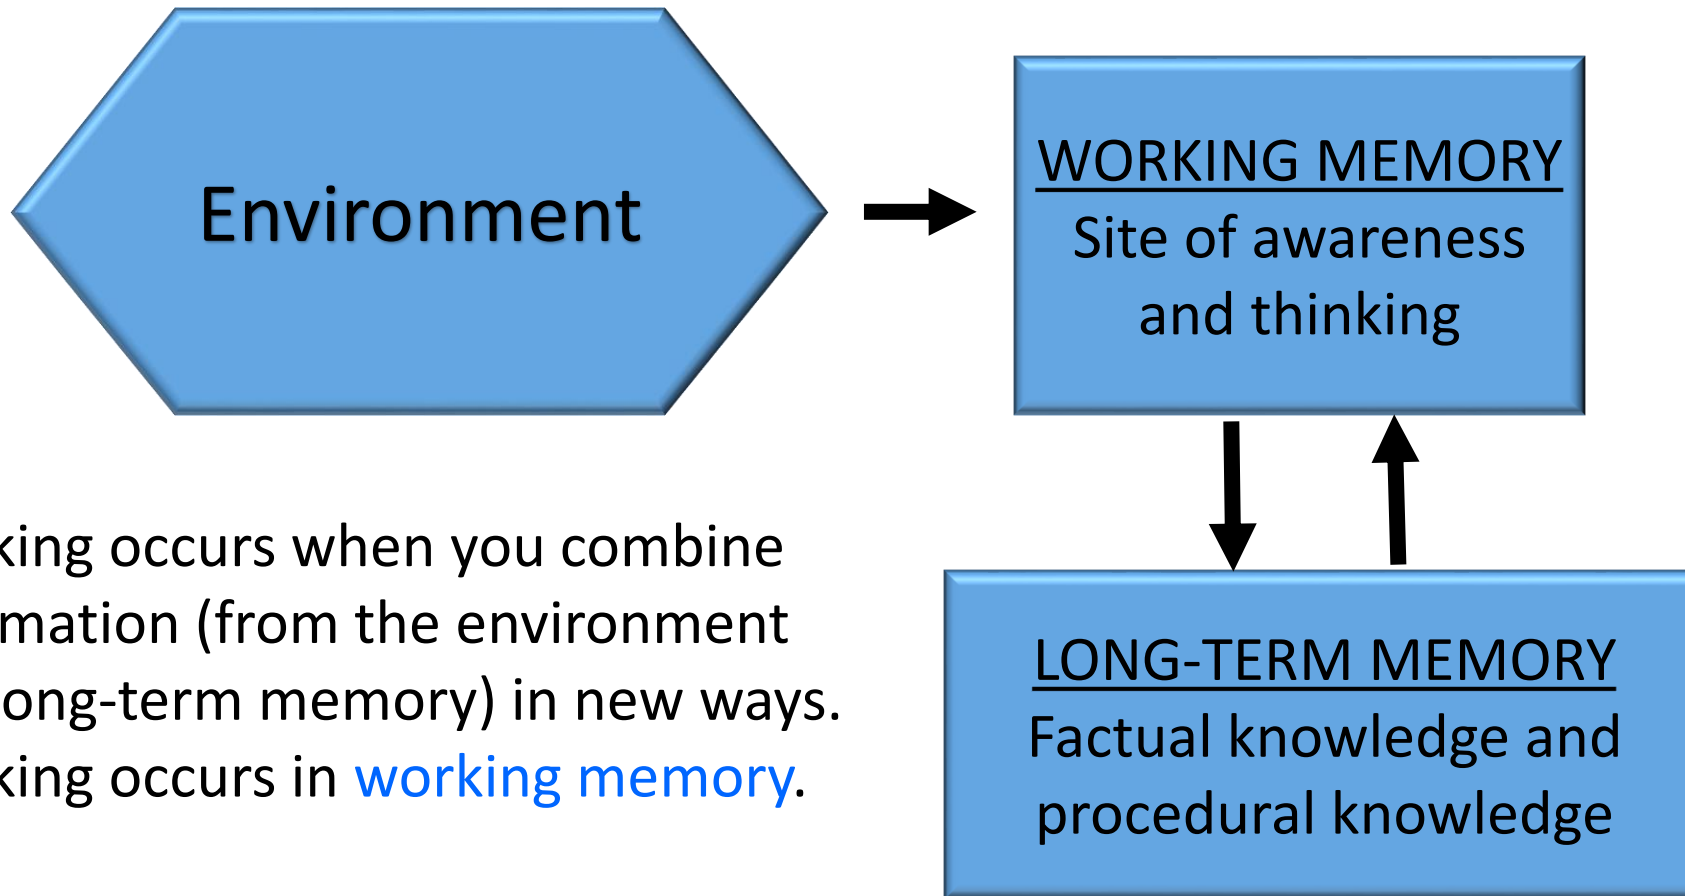 Environment
WORKING MEMORY
Site of awareness
and thinking
king occurs when you combine
mation (from the environment
ong-term memory) in new ways.
king occurs in working memory.
LONG-TERM MEMORY
Factual knowledge and
procedural knowledge